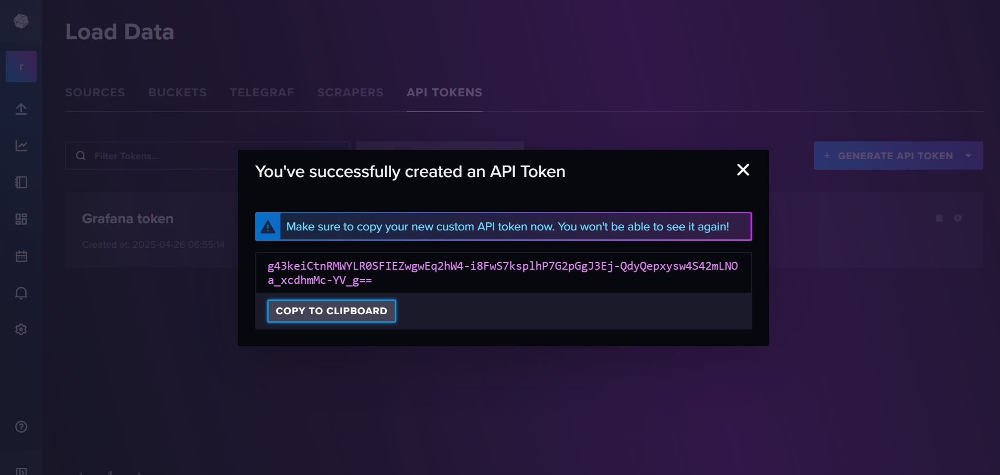 Load Data
r
SOURCES BUCKETS TELEGRAF SCRAPERS API TOKENS
Filter Tokens...
+ GENERATE API TOKEN
You've successfully created an API Token
Grafana token
Created at: 2025-04-26 06:55:14
Make sure to copy your new custom API token now. You won't be able to see it again!
g43keiCtnRMWYLR0SFIEZwgwEq2hW4-i8FwS7ksplhP7G2pGgJ3Ej-QdyQepxysw4S42mLNO
a_xcdhmMc-YV_g==
COPY TO CLIPBOARD
1